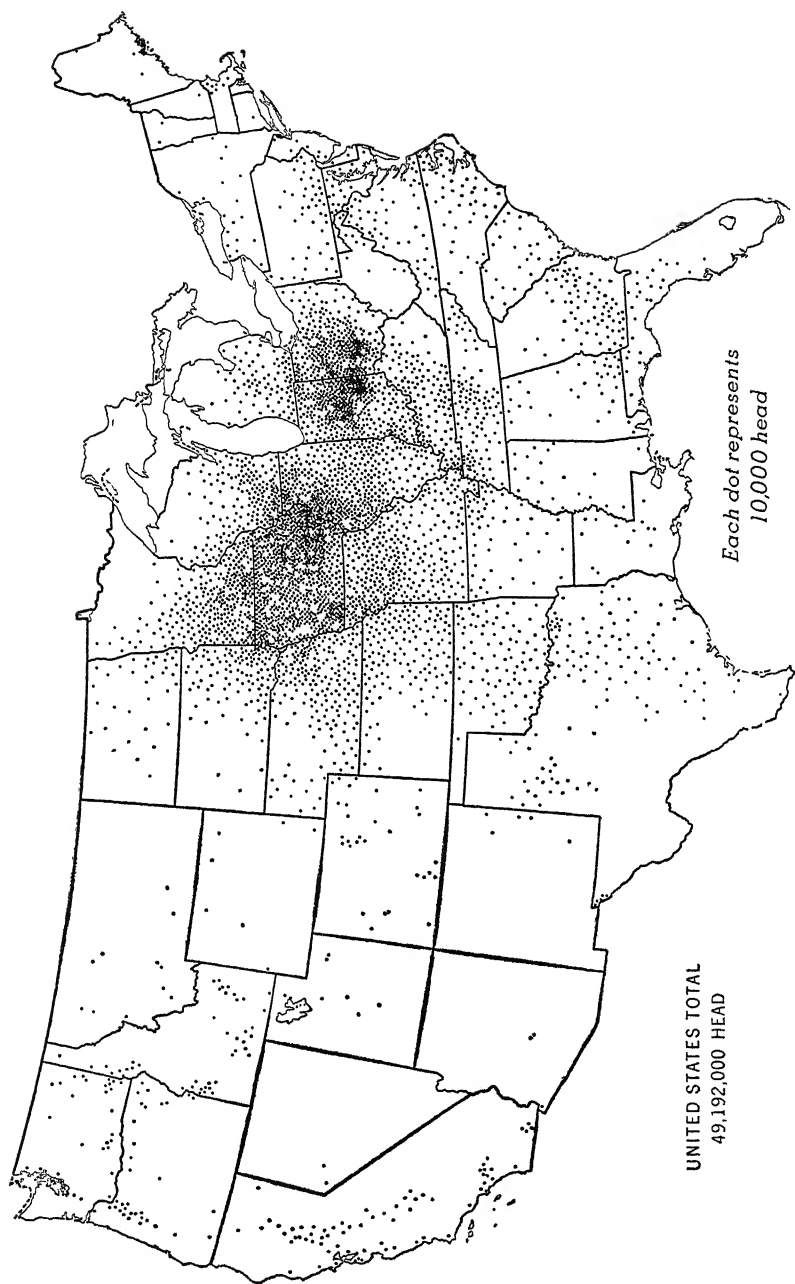 Each dot represents
10,000 head
UNITED STATES TOTAL
49,192,000 HEAD